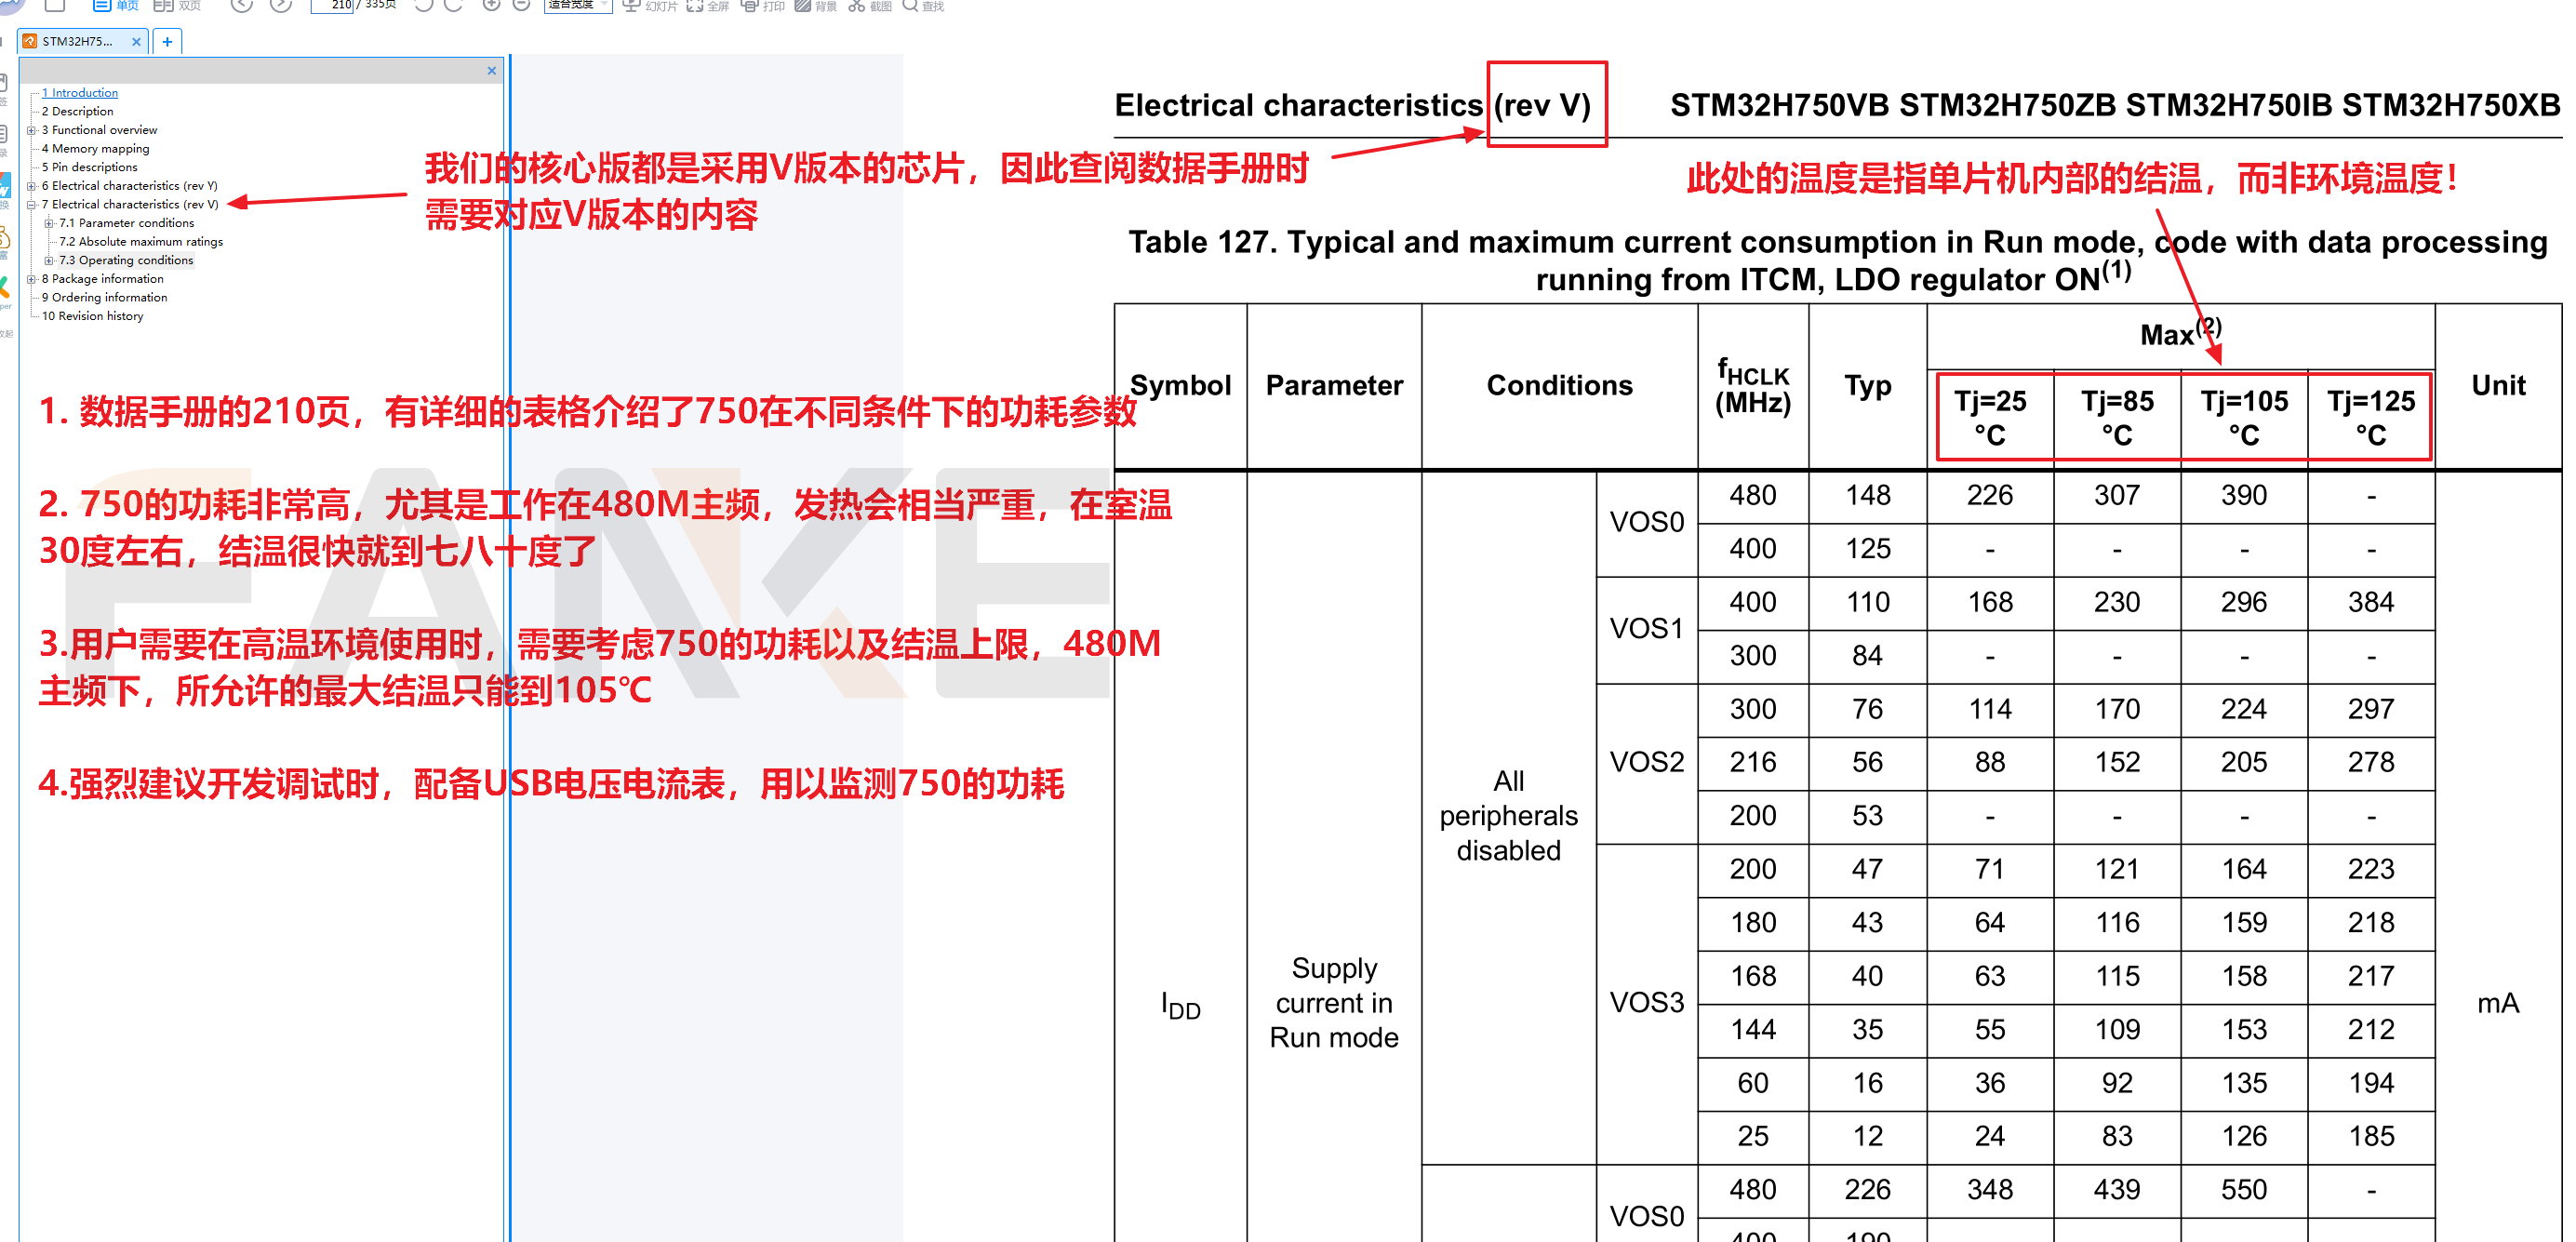 单页 双页 210 / 335页 适合宽度 幻灯片 全屏 打印 背景 截图 查找
STM32H75... × +
×
1 Introduction
2 Description
3 Functional overview
4 Memory mapping
5 Pin descriptions
6 Electrical characteristics (rev Y)
7 Electrical characteristics (rev V)
7.1 Parameter conditions
7.2 Absolute maximum ratings
7.3 Operating conditions
8 Package information
9 Ordering information
10 Revision history
我们的核心版都是采用V版本的芯片，因此查阅数据手册时
需要对应V版本的内容
1. 数据手册的210页，有详细的表格介绍了750在不同条件下的功耗参数
2. 750的功耗非常高，尤其是工作在480M主频，发热会相当严重，在室温
30度左右，结温很快就到七八十度了
3.用户需要在高温环境使用时，需要考虑750的功耗以及结温上限，480M
主频下，所允许的最大结温只能到105℃
4.强烈建议开发调试时，配备USB电压电流表，用以监测750的功耗
FANKE
Electrical characteristics (rev V) STM32H750VB STM32H750ZB STM32H750IB STM32H750XB
此处的温度是指单片机内部的结温，而非环境温度！
Table 127. Typical and maximum current consumption in Run mode, code with data processing
running from ITCM, LDO regulator ON(1)
Symbol Parameter Conditions fHCLK (MHz) Typ Max(2) Unit
Tj=25 °C Tj=85 °C Tj=105 °C Tj=125 °C
IDD Supply current in Run mode All peripherals disabled mA
VOS0 480 148 226 307 390 -
400 125 - - - -
VOS1 400 110 168 230 296 384
300 84 - - - -
VOS2 300 76 114 170 224 297
216 56 88 152 205 278
200 53 - - - -
VOS3 200 47 71 121 164 223
180 43 64 116 159 218
168 40 63 115 158 217
144 35 55 109 153 212
60 16 36 92 135 194
25 12 24 83 126 185
VOS0 480 226 348 439 550 -
400 190